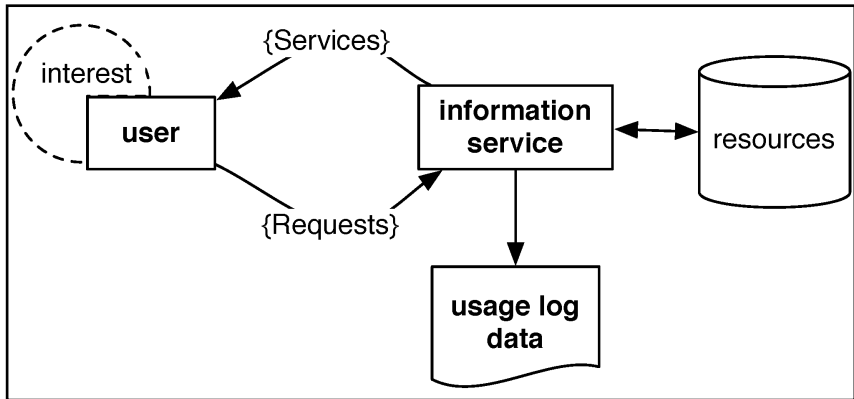 {Services}
interest
user
information
service
resources
{Requests}
usage log
data